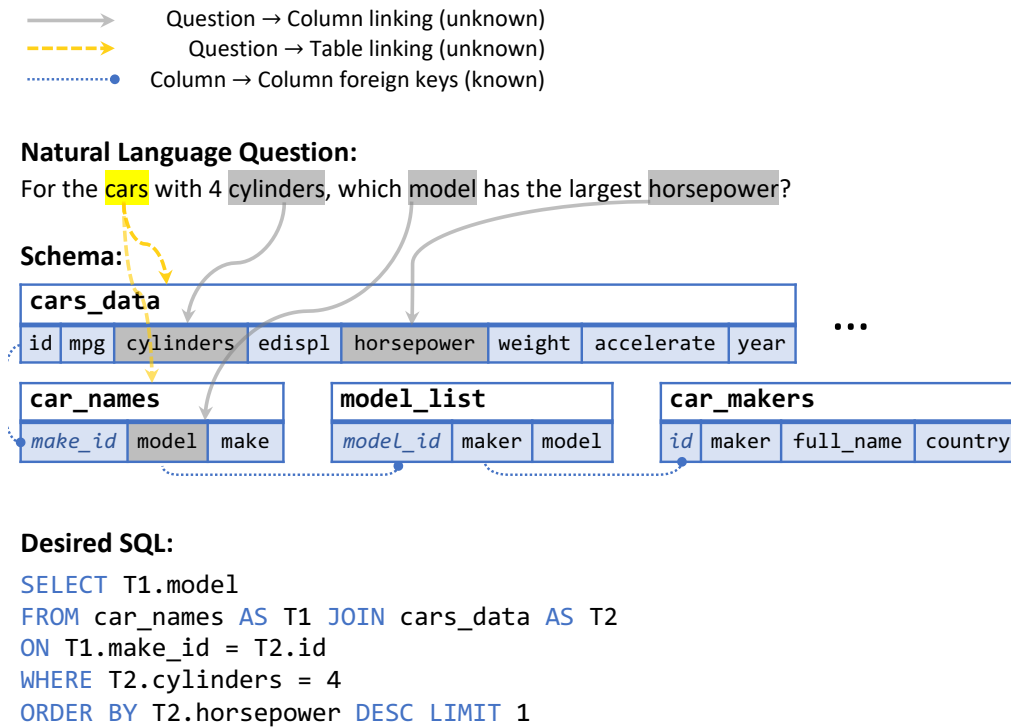 Question → Column linking (unknown)
Question → Table linking (unknown)
Column → Column foreign keys (known)
Natural Language Question:
For the cars with 4 cylinders, which model has the largest horsepower?
Schema:
cars_data
id mpg cylinders edispl horsepower weight accelerate year
...
car_names model_list car_makers
make_id model make model_id maker model id maker full_name country
Desired SQL:
SELECT T1.model
FROM car_names AS T1 JOIN cars_data AS T2
ON T1.make_id = T2.id
WHERE T2.cylinders = 4
ORDER BY T2.horsepower DESC LIMIT 1